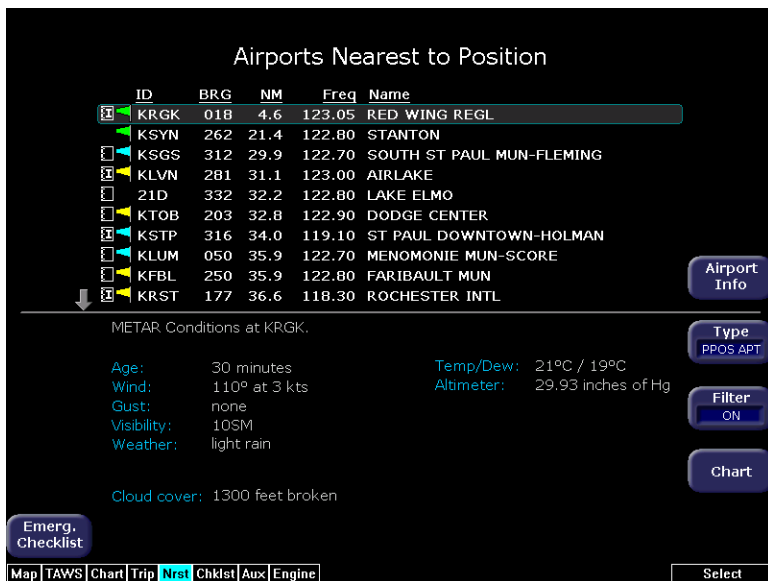 Airports Nearest to Position
ID BRG NM Freq Name
I KRGK 018 4.6 123.05 RED WING REGL
KSYN 262 21.4 122.80 STANTON
KSGS 312 29.9 122.70 SOUTH ST PAUL MUN-FLEMING
I KLVN 281 31.1 123.00 AIRLAKE
21D 332 32.2 122.80 LAKE ELMO
KTOB 203 32.8 122.90 DODGE CENTER
I KSTP 316 34.0 119.10 ST PAUL DOWNTOWN-HOLMAN
KLUM 050 35.9 122.70 MENOMONIE MUN-SCORE
KFBL 250 35.9 122.80 FARIBAULT MUN
I KRST 177 36.6 118.30 ROCHESTER INTL
Airport
Info
METAR Conditions at KRGK.
Type
PPOS APT
Age: 30 minutes Temp/Dew: 21ºC / 19ºC
Wind: 110º at 3 kts Altimeter: 29.93 inches of Hg
Gust: none
Visibility: 10SM
Weather: light rain
Filter
ON
Chart
Cloud cover: 1300 feet broken
Emerg.
Checklist
Map TAWS Chart Trip Nrst Chklst Aux Engine Select